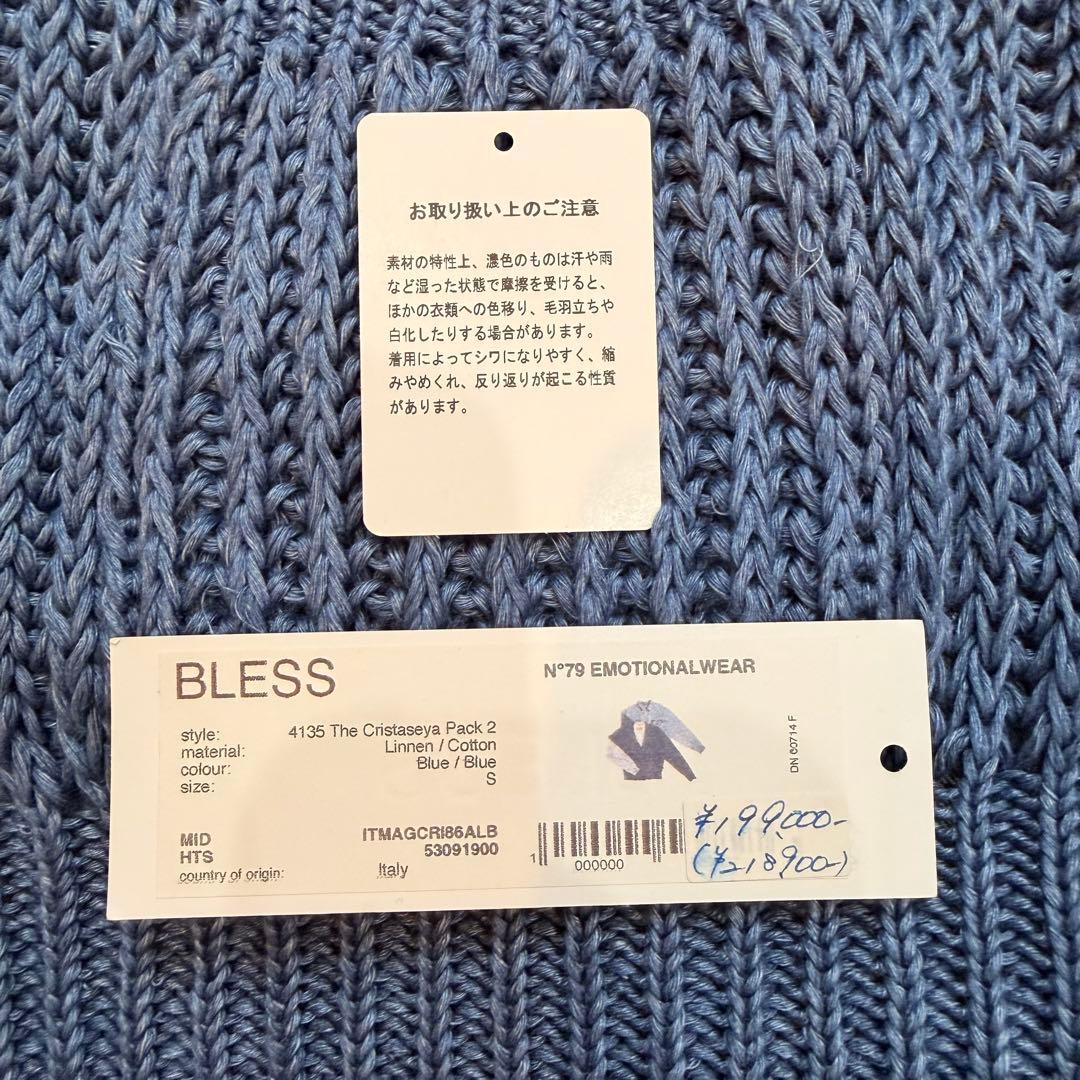 お取り扱い上のご注意
素材の特性上、濃色のものは汗や雨
など湿った状態で摩擦を受けると、
ほかの衣類への色移り、毛羽立ちや
白化したりする場合があります。
着用によってシワになりやすく、縮
みやめくれ、反り返りが起こる性質
があります。
BLESS
N°79 EMOTIONALWEAR
style: 4135 The Cristaseya Pack 2
material: Linnen / Cotton
colour: Blue / Blue
size: S
DN 60714 F
MID ITMAGCRI86ALB
HTS 53091900
country of origin: Italy
1 000000
¥199,000-
(¥218,900-)